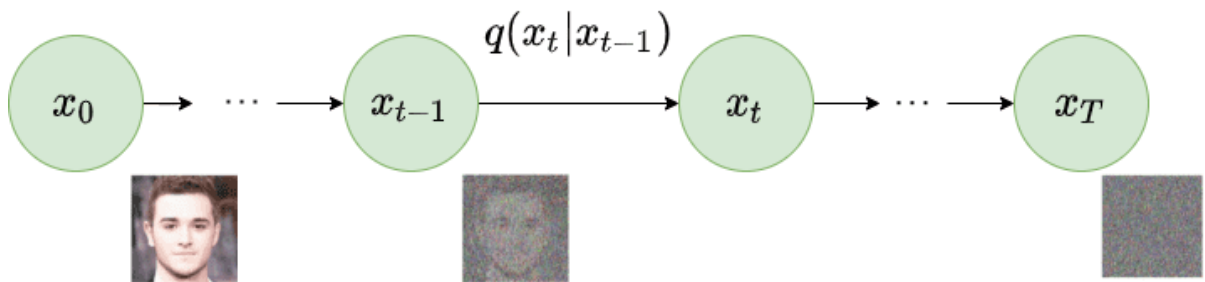 q(x_t|x_{t-1})
x_0 ··· x_{t-1} x_t ··· x_T